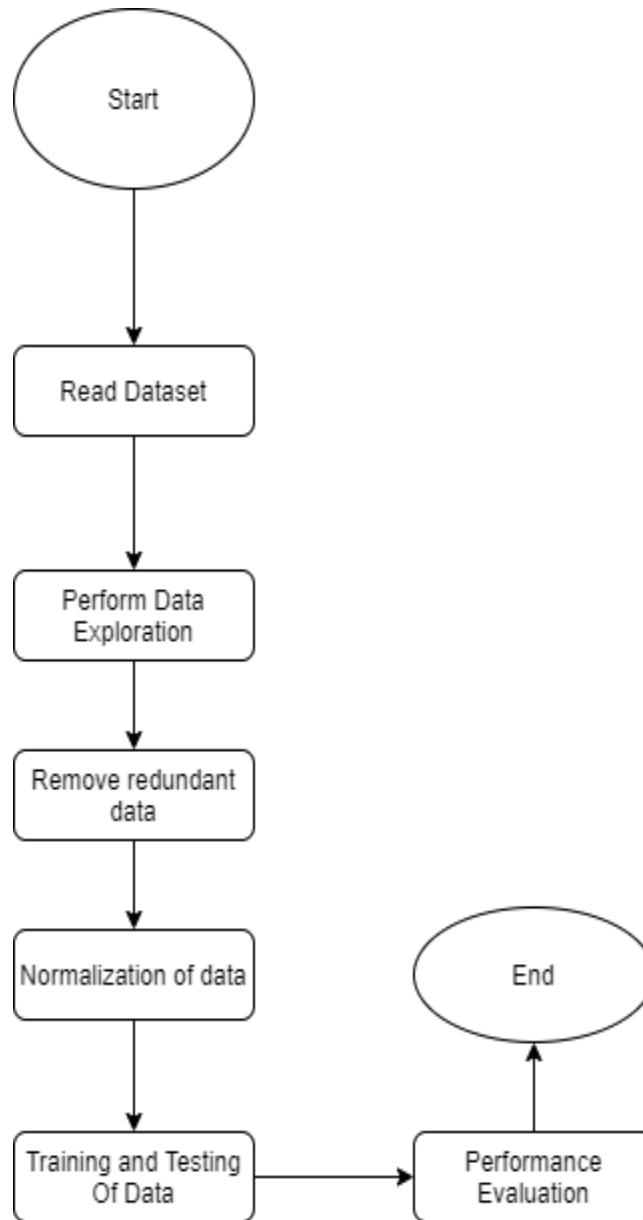 Start
Read Dataset
Perform Data
Exploration
Remove redundant
data
Normalization of data
Training and Testing
Of Data
Performance
Evaluation
End